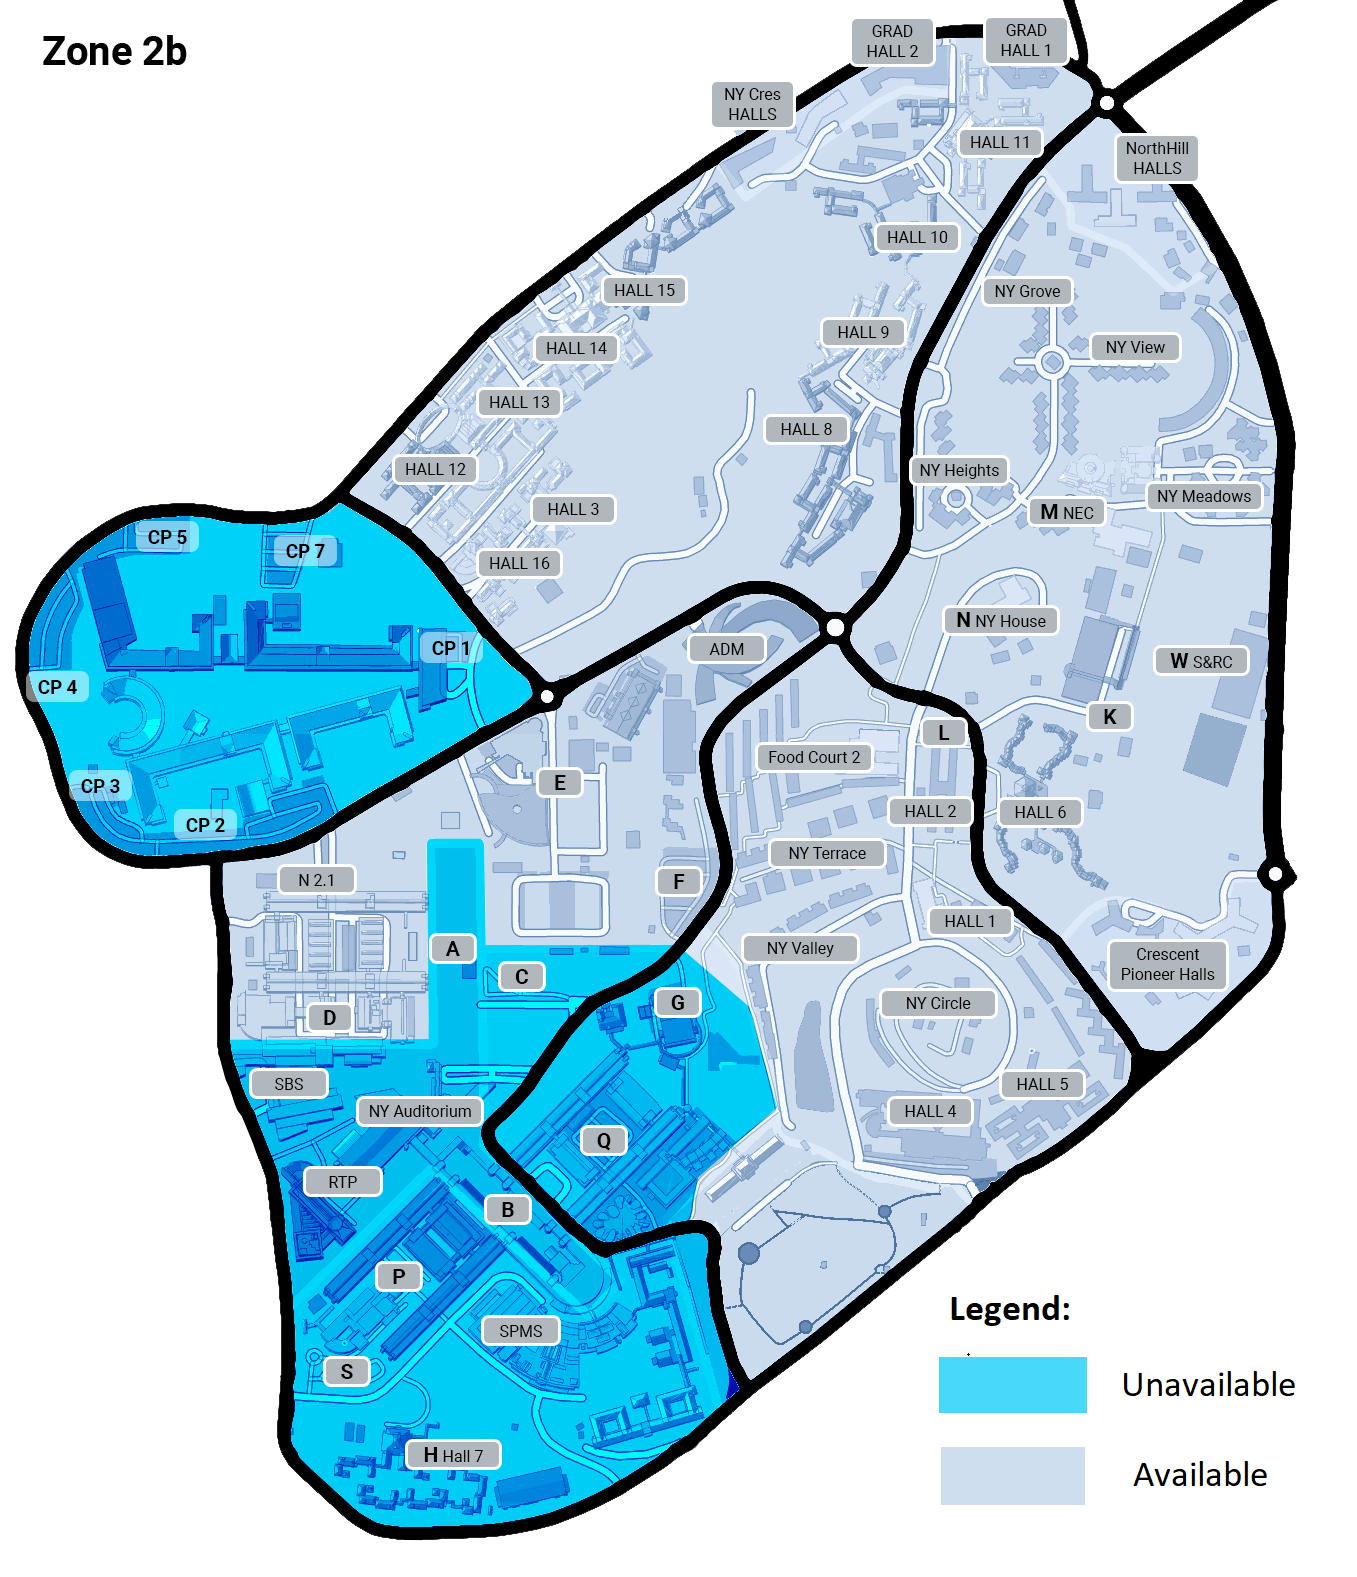 Zone 2b
GRAD
HALL 2
GRAD
HALL 1
NY Cres
HALLS
HALL 11
NorthHill
HALLS
HALL 10
HALL 15
NY Grove
HALL 9
HALL 14
NY View
HALL 13
HALL 8
HALL 12
NY Heights
NY Meadows
HALL 3
M NEC
CP 5
CP 7
HALL 16
N NY House
CP 1
ADM
W S&RC
CP 4
K
L
Food Court 2
E
CP 3
HALL 2
HALL 6
CP 2
NY Terrace
N 2.1
F
HALL 1
A
NY Valley
Crescent
Pioneer Halls
C
G
NY Circle
D
SBS
HALL 5
NY Auditorium
HALL 4
Q
RTP
B
P
Legend:
SPMS
S
Unavailable
H Hall 7
Available